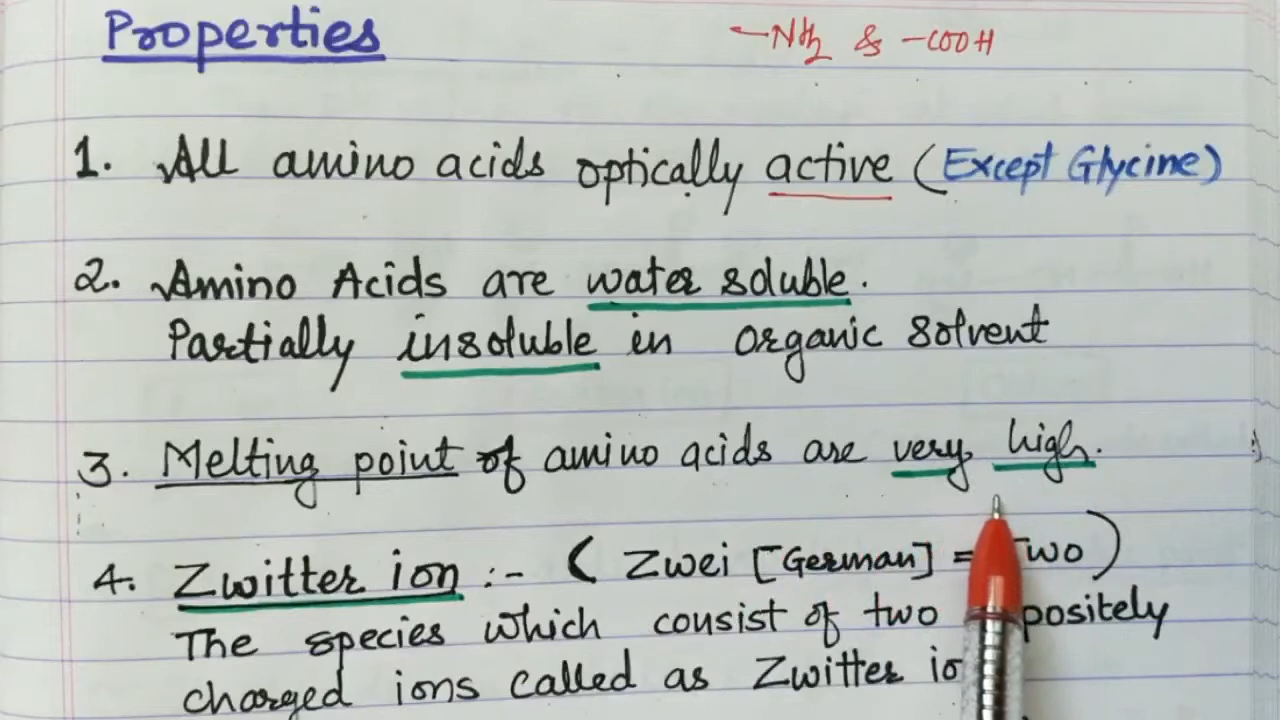 Properties
-NH2 & -COOH
1. All amino acids optically active (Except Glycine)
2. Amino Acids are water soluble.
Partially insoluble in organic solvent
3. Melting point of amino acids are very high.
4. Zwitter ion :- ( Zwei [German] = Two )
The species which consist of two positely
charged ions called as Zwitter io